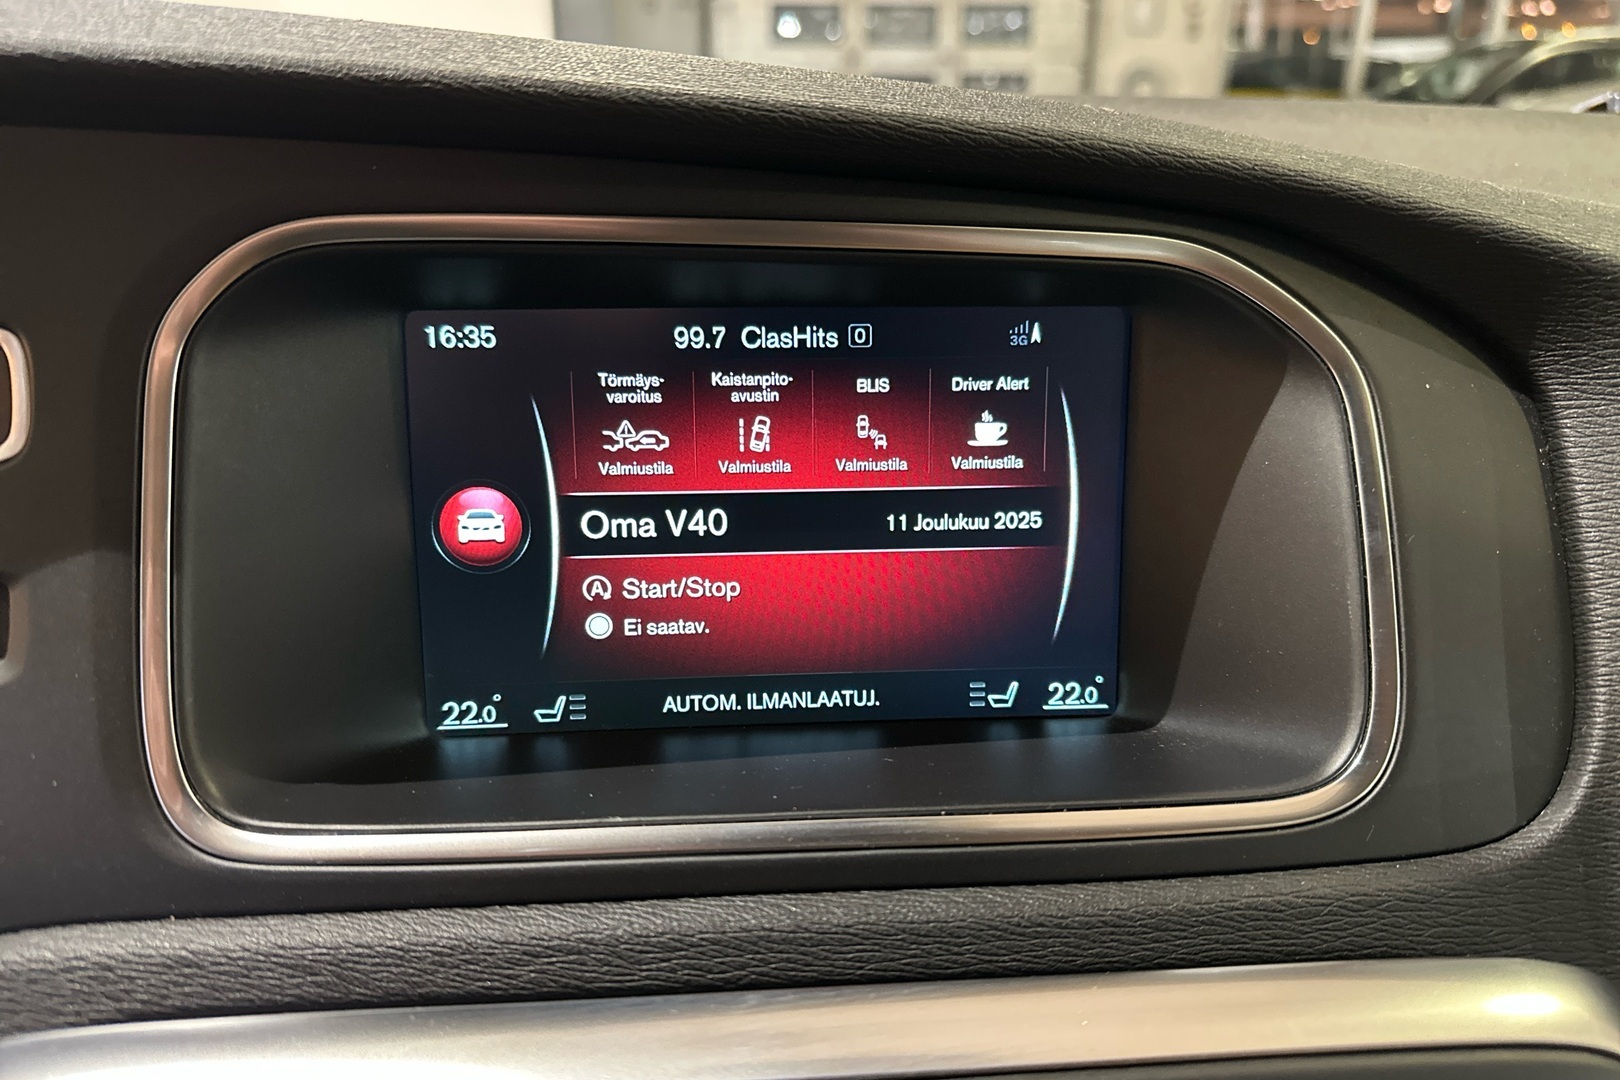 16:35 99.7 ClasHits 0 3G
Törmäys-
varoitus
Valmiustila
Kaistanpito-
avustin
Valmiustila
BLIS
Valmiustila
Driver Alert
Valmiustila
Oma V40 11 Joulukuu 2025
A Start/Stop
Ei saatav.
22.0° AUTOM. ILMANLAATUJ. 22.0°